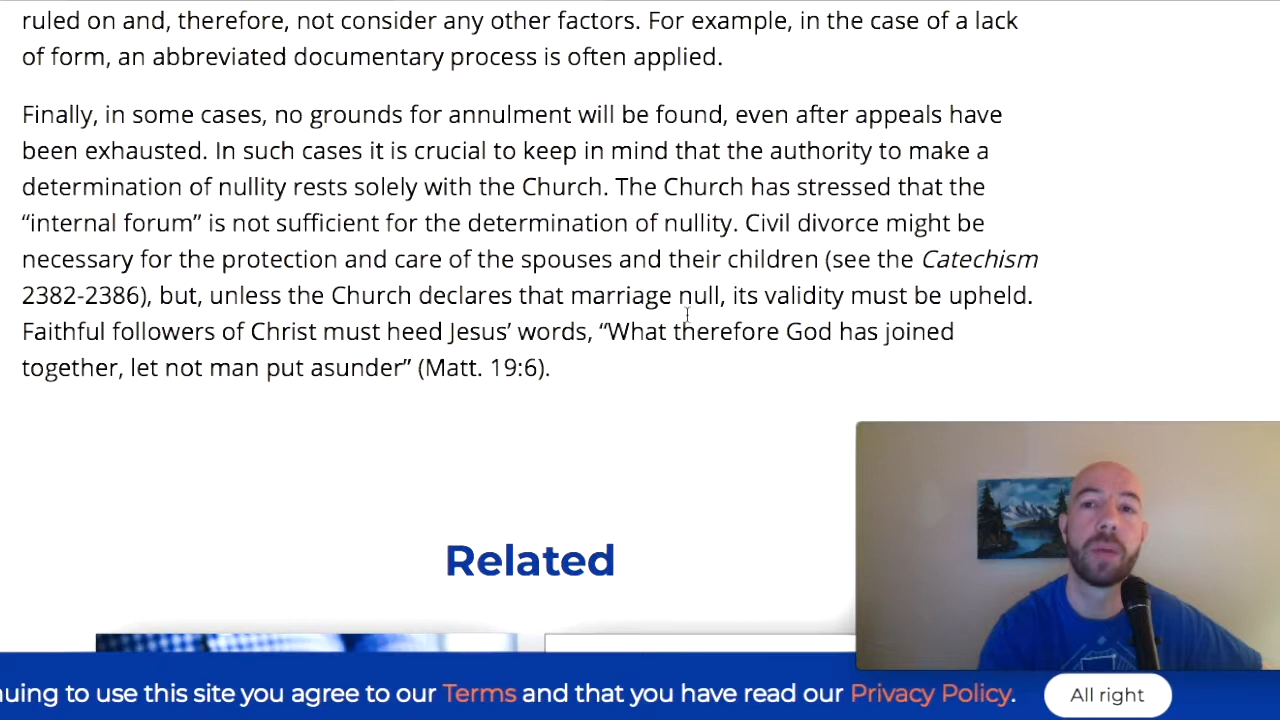 ruled on and, therefore, not consider any other factors. For example, in the case of a lack
of form, an abbreviated documentary process is often applied.
Finally, in some cases, no grounds for annulment will be found, even after appeals have
been exhausted. In such cases it is crucial to keep in mind that the authority to make a
determination of nullity rests solely with the Church. The Church has stressed that the
“internal forum” is not sufficient for the determination of nullity. Civil divorce might be
necessary for the protection and care of the spouses and their children (see the Catechism
2382-2386), but, unless the Church declares that marriage null, its validity must be upheld.
Faithful followers of Christ must heed Jesus’ words, “What therefore God has joined
together, let not man put asunder” (Matt. 19:6).
Related
nuing to use this site you agree to our Terms and that you have read our Privacy Policy. All right